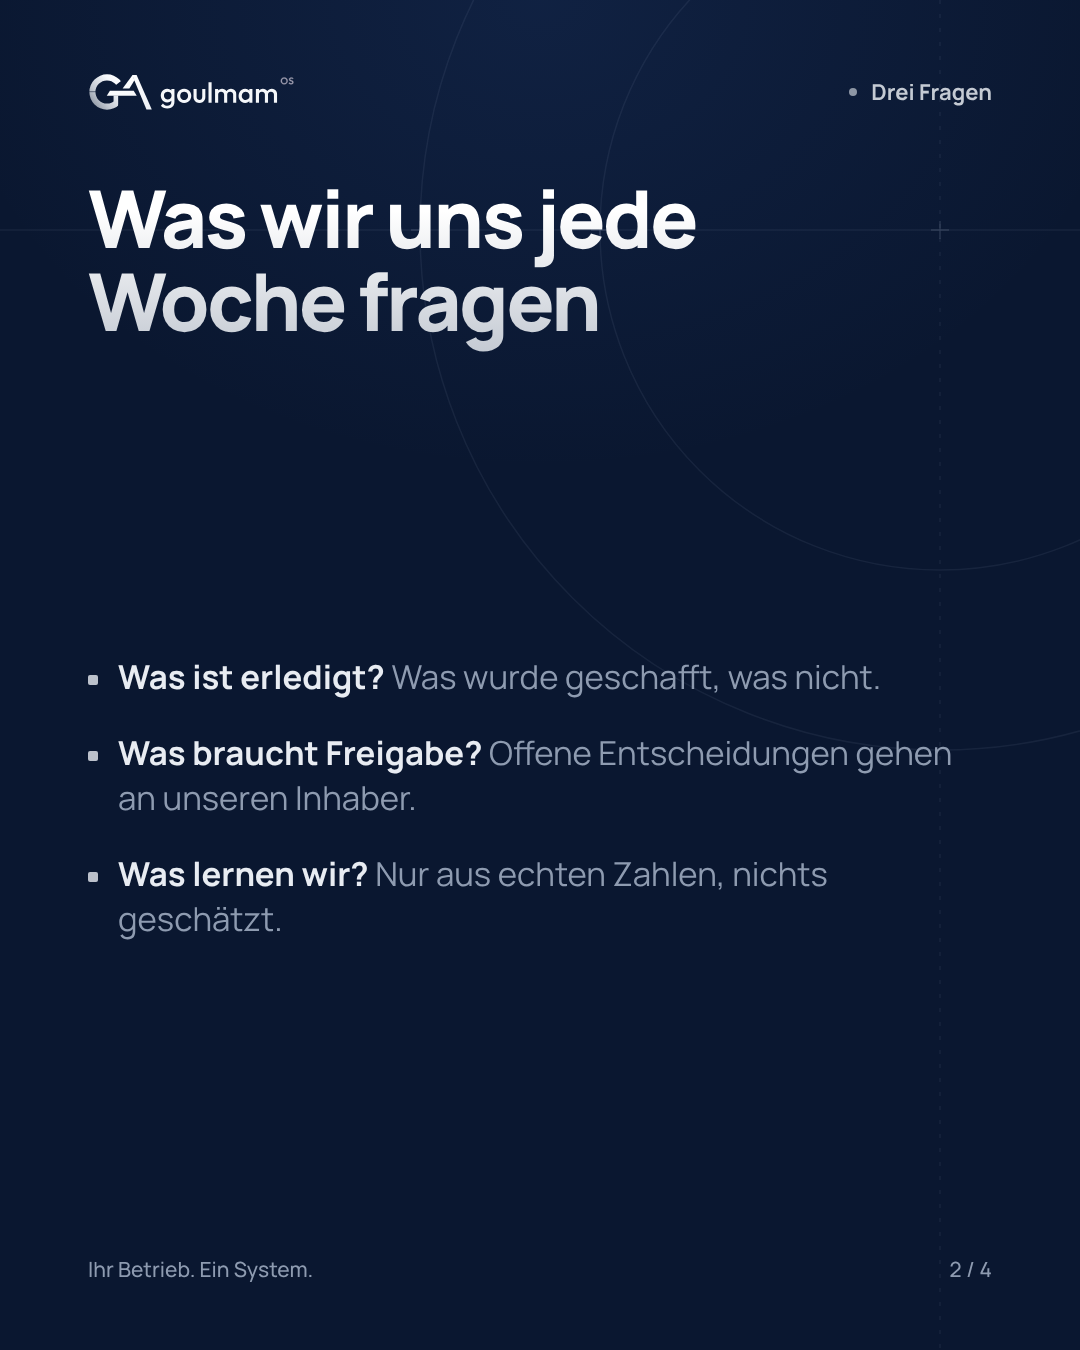 GA goulmam OS
Drei Fragen
Was wir uns jede
Woche fragen
Was ist erledigt? Was wurde geschafft, was nicht.
Was braucht Freigabe? Offene Entscheidungen gehen
an unseren Inhaber.
Was lernen wir? Nur aus echten Zahlen, nichts
geschätzt.
Ihr Betrieb. Ein System.
2 / 4